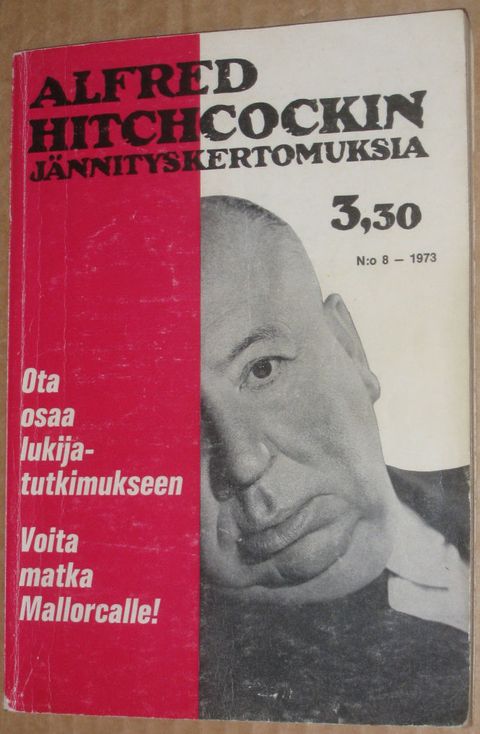 ALFRED
HITCHCOCKIN
JÄNNITYSKERTOMUKSIA
3,30
N:o 8 — 1973
Ota
osaa
lukija-
tutkimukseen
Voita
matka
Mallorcalle!